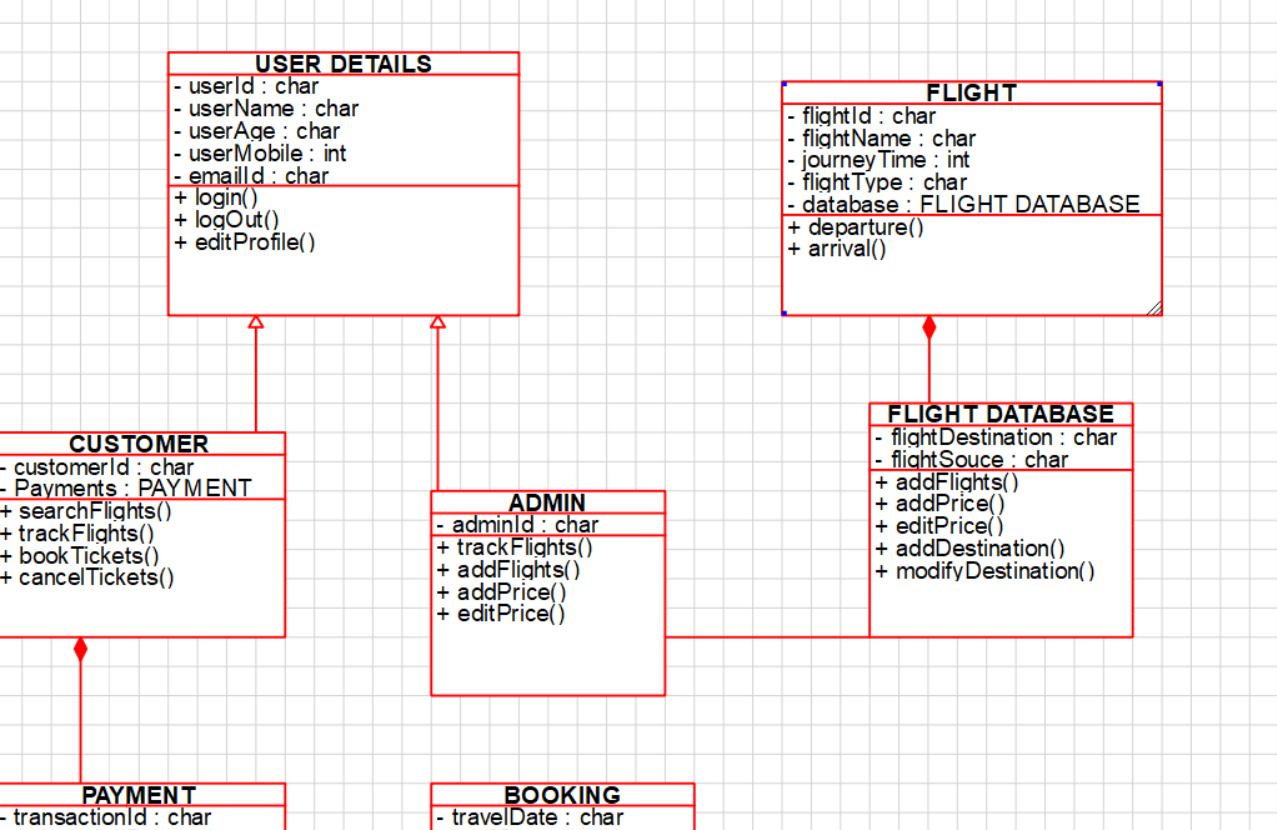 USER DETAILS
- userId : char
- userName : char
- userAge : char
- userMobile : int
- emailId : char
+ login()
+ logOut()
+ editProfile()
FLIGHT
- flightId : char
- flightName : char
- journeyTime : int
- flightType : char
- database : FLIGHT DATABASE
+ departure()
+ arrival()
CUSTOMER
- customerId : char
- Payments : PAYMENT
+ searchFlights()
+ trackFlights()
+ bookTickets()
+ cancelTickets()
ADMIN
- adminId : char
+ trackFlights()
+ addFlights()
+ addPrice()
+ editPrice()
FLIGHT DATABASE
- flightDestination : char
- flightSouce : char
+ addFlights()
+ addPrice()
+ editPrice()
+ addDestination()
+ modifyDestination()
PAYMENT
- transactionId : char
BOOKING
- travelDate : char